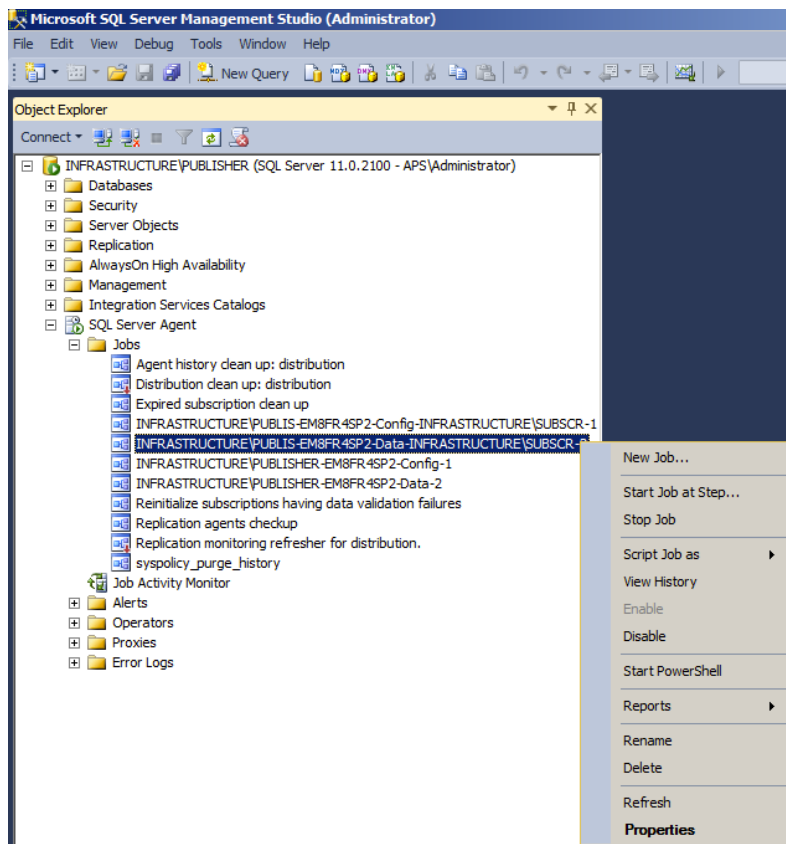 Microsoft SQL Server Management Studio (Administrator)
File Edit View Debug Tools Window Help
New Query
Object Explorer
Connect
INFRASTRUCTURE\PUBLISHER (SQL Server 11.0.2100 - APS\Administrator)
Databases
Security
Server Objects
Replication
AlwaysOn High Availability
Management
Integration Services Catalogs
SQL Server Agent
Jobs
Agent history clean up: distribution
Distribution clean up: distribution
Expired subscription clean up
INFRASTRUCTURE\PUBLIS-EM8FR4SP2-Config-INFRASTRUCTURE\SUBSCR-1
INFRASTRUCTURE\PUBLIS-EM8FR4SP2-Data-INFRASTRUCTURE\SUBSCR-
INFRASTRUCTURE\PUBLISHER-EM8FR4SP2-Config-1
INFRASTRUCTURE\PUBLISHER-EM8FR4SP2-Data-2
Reinitialize subscriptions having data validation failures
Replication agents checkup
Replication monitoring refresher for distribution.
syspolicy_purge_history
Job Activity Monitor
Alerts
Operators
Proxies
Error Logs
New Job...
Start Job at Step...
Stop Job
Script Job as
View History
Enable
Disable
Start PowerShell
Reports
Rename
Delete
Refresh
Properties